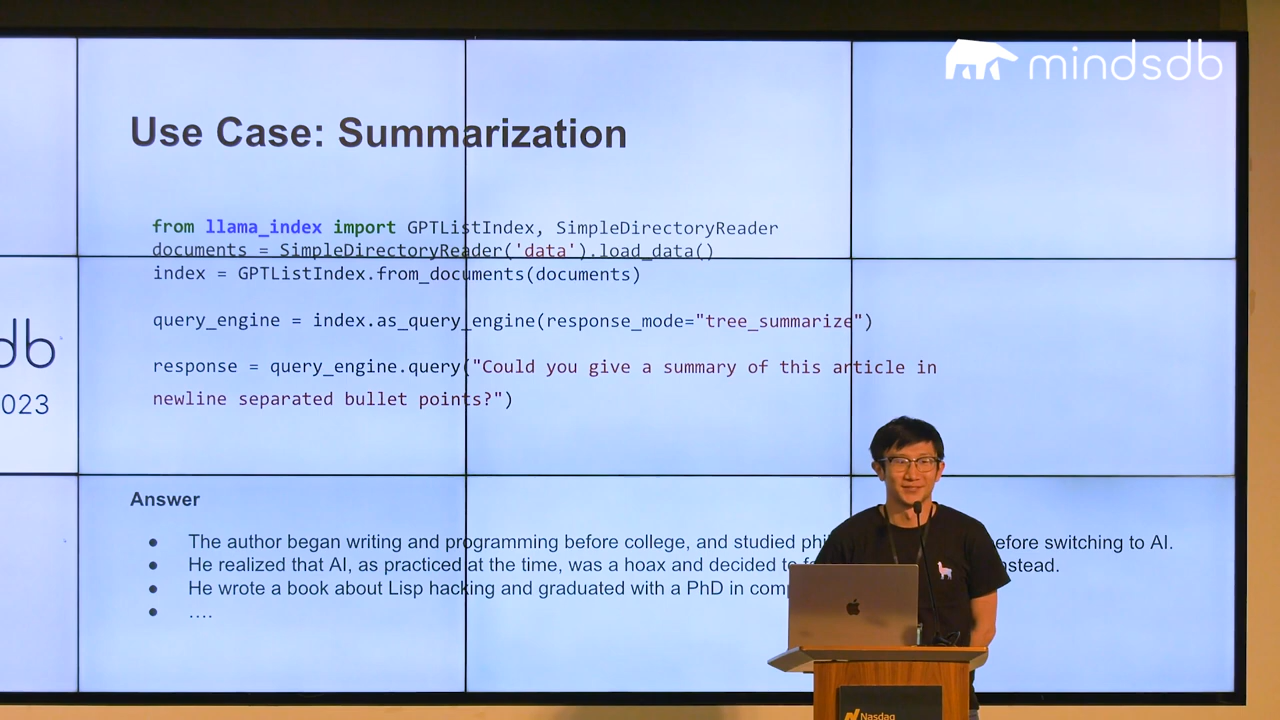 mindsdb
Use Case: Summarization
from llama_index import GPTListIndex, SimpleDirectoryReader
documents = SimpleDirectoryReader('data').load_data()
index = GPTListIndex.from_documents(documents)
query_engine = index.as_query_engine(response_mode="tree_summarize")
response = query_engine.query("Could you give a summary of this article in
newline separated bullet points?")
db
023
Answer
● The author began writing and programming before college, and studied efore switching to AI.
● He realized that AI, as practiced at the time, was a hoax and decided nstead.
● He wrote a book about Lisp hacking and graduated with a PhD in
● ....
Nasdaq